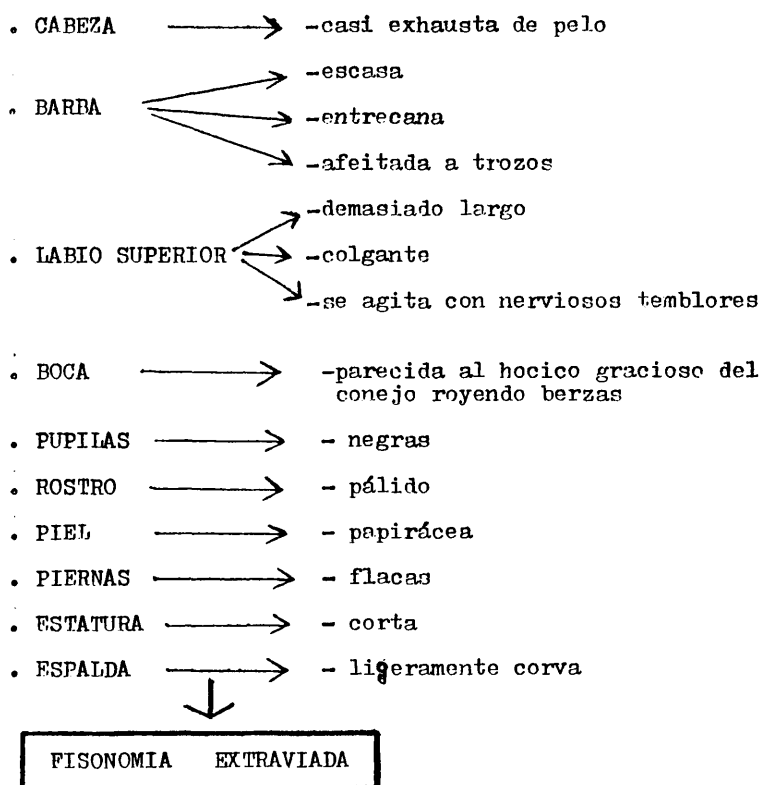 . CABEZA -casi exhausta de pelo
-escasa
. BARBA -entrecana
-afeitada a trozos
-demasiado largo
. LABIO SUPERIOR -colgante
-se agita con nerviosos temblores
. BOCA -parecida al hocico gracioso del
conejo royendo berzas
. PUPILAS - negras
. ROSTRO - pálido
. PIEL - papirácea
. PIERNAS - flacas
. ESTATURA - corta
. ESPALDA - ligeramente corva
FISONOMIA EXTRAVIADA